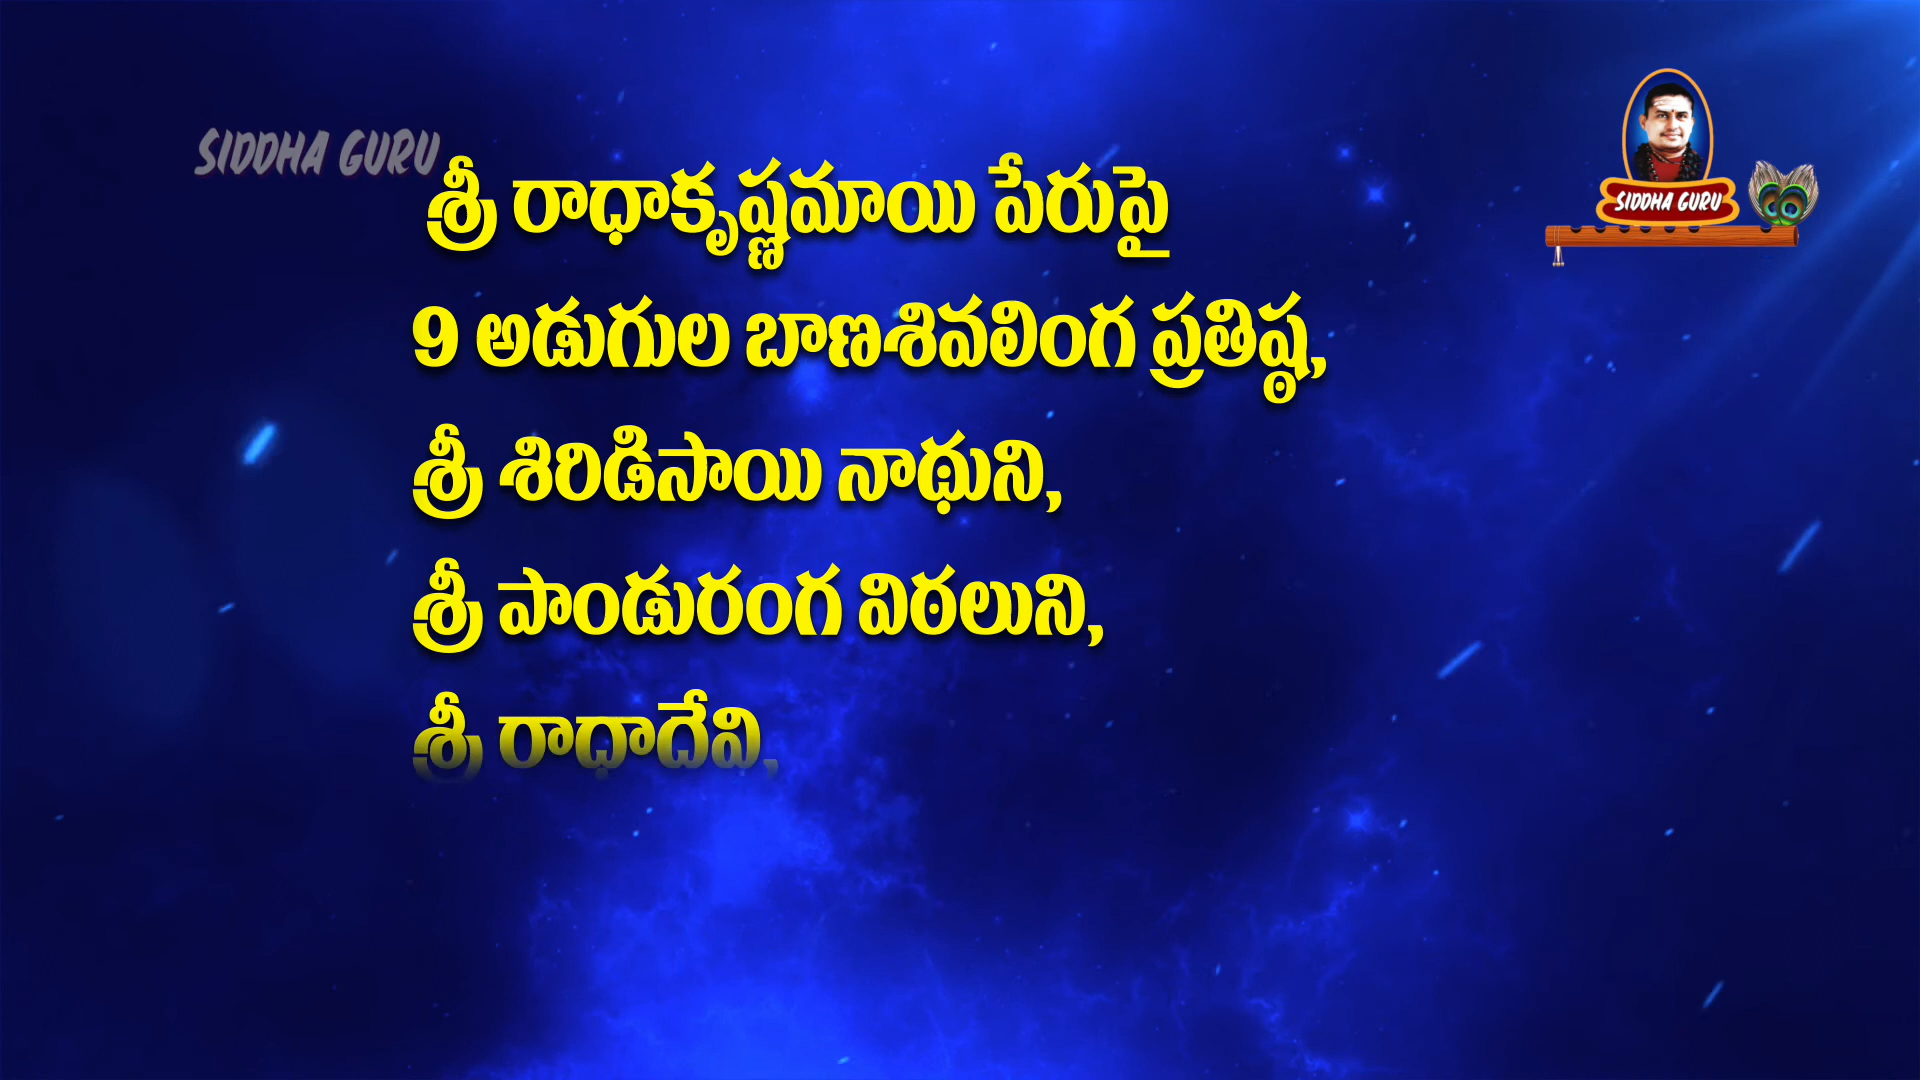 SIDDHA GURU
SIDDHA GURU
శ్రీ రాధాకృష్ణమాయి పేరుపై
9 అడుగుల బాణశివలింగ ప్రతిష్ఠ,
శ్రీ శిరిడిసాయి నాథుని,
శ్రీ పాండురంగ విఠలుని,
శ్రీ రాధాదేవి,